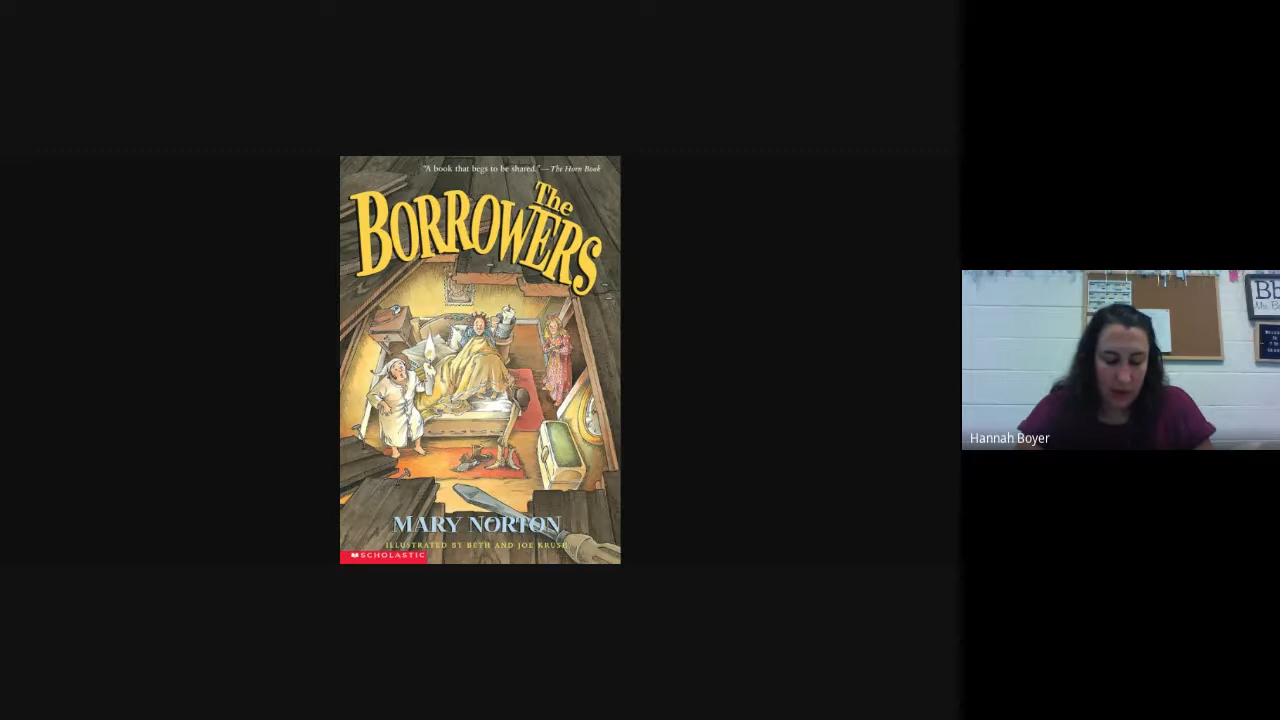 "A book that begs to be shared."—The Horn Book
The
BORROWERS
MARY NORTON
ILLUSTRATED BY BETH AND JOE KRUSH
SCHOLASTIC
Hannah Boyer
Bb